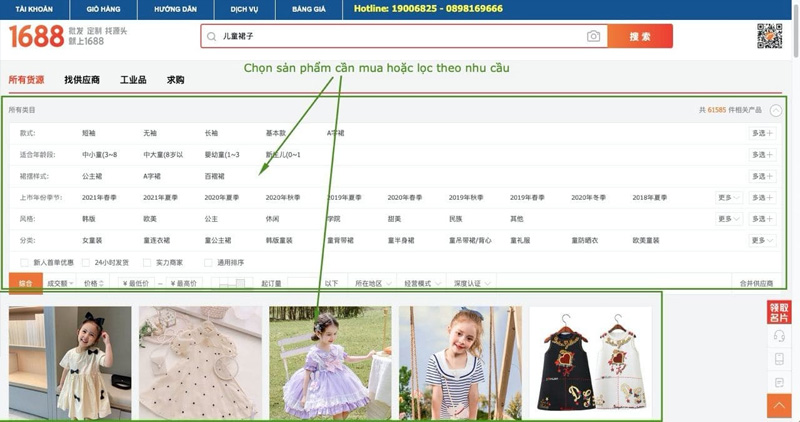 TÀI KHOẢN GIỎ HÀNG HƯỚNG DẪN DỊCH VỤ BẢNG GIÁ Hotline: 19006825 - 0898169666
1688 批发 定制 找源头
就上1688
儿童裙子 搜索
Chọn sản phẩm cần mua hoặc lọc theo nhu cầu
所有货源 找供应商 工业品 求购
所有类目 共 61585 件相关产品
款式: 短袖 无袖 长袖 基本款 A字裙 多选+
适合年龄段: 中小童(3~8 中大童(8岁以 婴幼童(1~3 新生儿(0~1 多选+
裙摆样式: 公主裙 A字裙 百褶裙 多选+
上市年份季节: 2021年春季 2021年夏季 2020年夏季 2020年秋季 2019年夏季 2020年春季 2019年秋季 2019年春季 2020年冬季 2018年夏季 更多 多选+
风格: 韩版 欧美 公主 休闲 学院 甜美 民族 其他 更多 多选+
分类: 女童装 童连衣裙 童公主裙 韩版童装 童背带裙 童半身裙 童吊带裙/背心 童礼服 童防晒衣 欧美童装 更多 多选+
新人首单优惠 24小时发货 实力商家 通用排序
综合 成交额 价格 ¥ 最低价 – ¥ 最高价 起订量 以下 所在地区 经营模式 深度认证 合并供应商
领取
名片